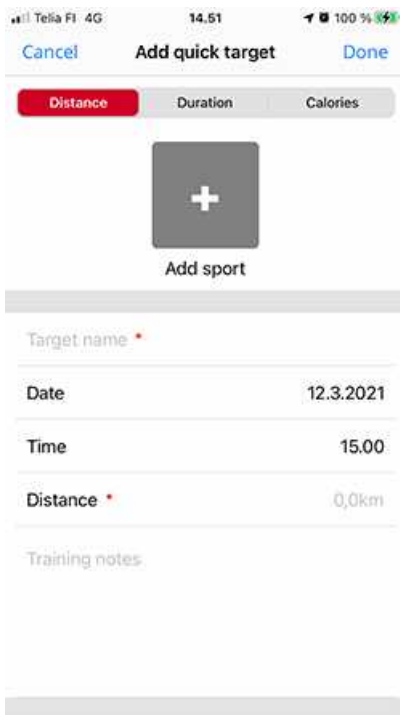 Telia FI 4G 14.51 100 %
Cancel Add quick target Done
Distance Duration Calories
Add sport
Target name *
Date 12.3.2021
Time 15.00
Distance * 0,0km
Training notes